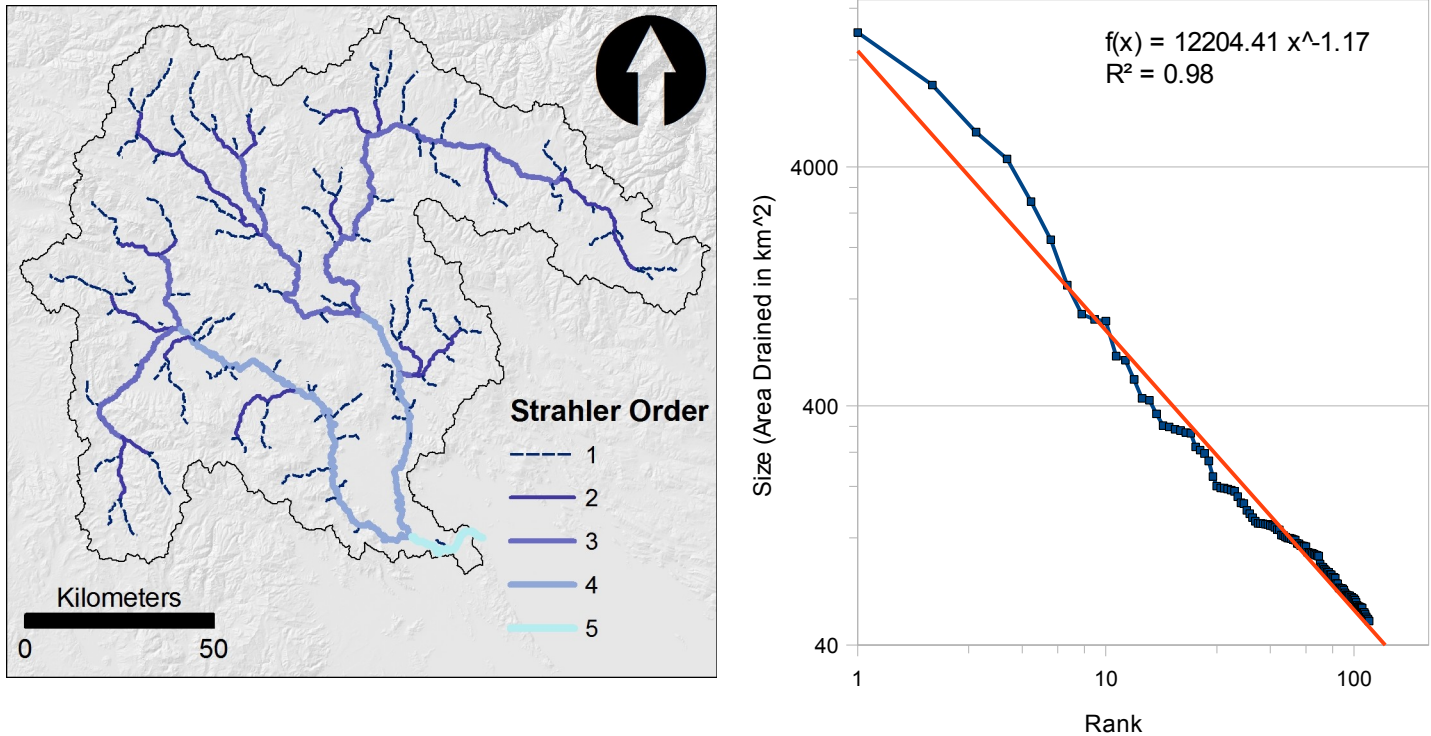 Strahler Order
1
2
3
4
5
Kilometers
0 50
f(x) = 12204.41 x^-1.17
R² = 0.98
Size (Area Drained in km^2)
4000
400
40
1 10 100
Rank